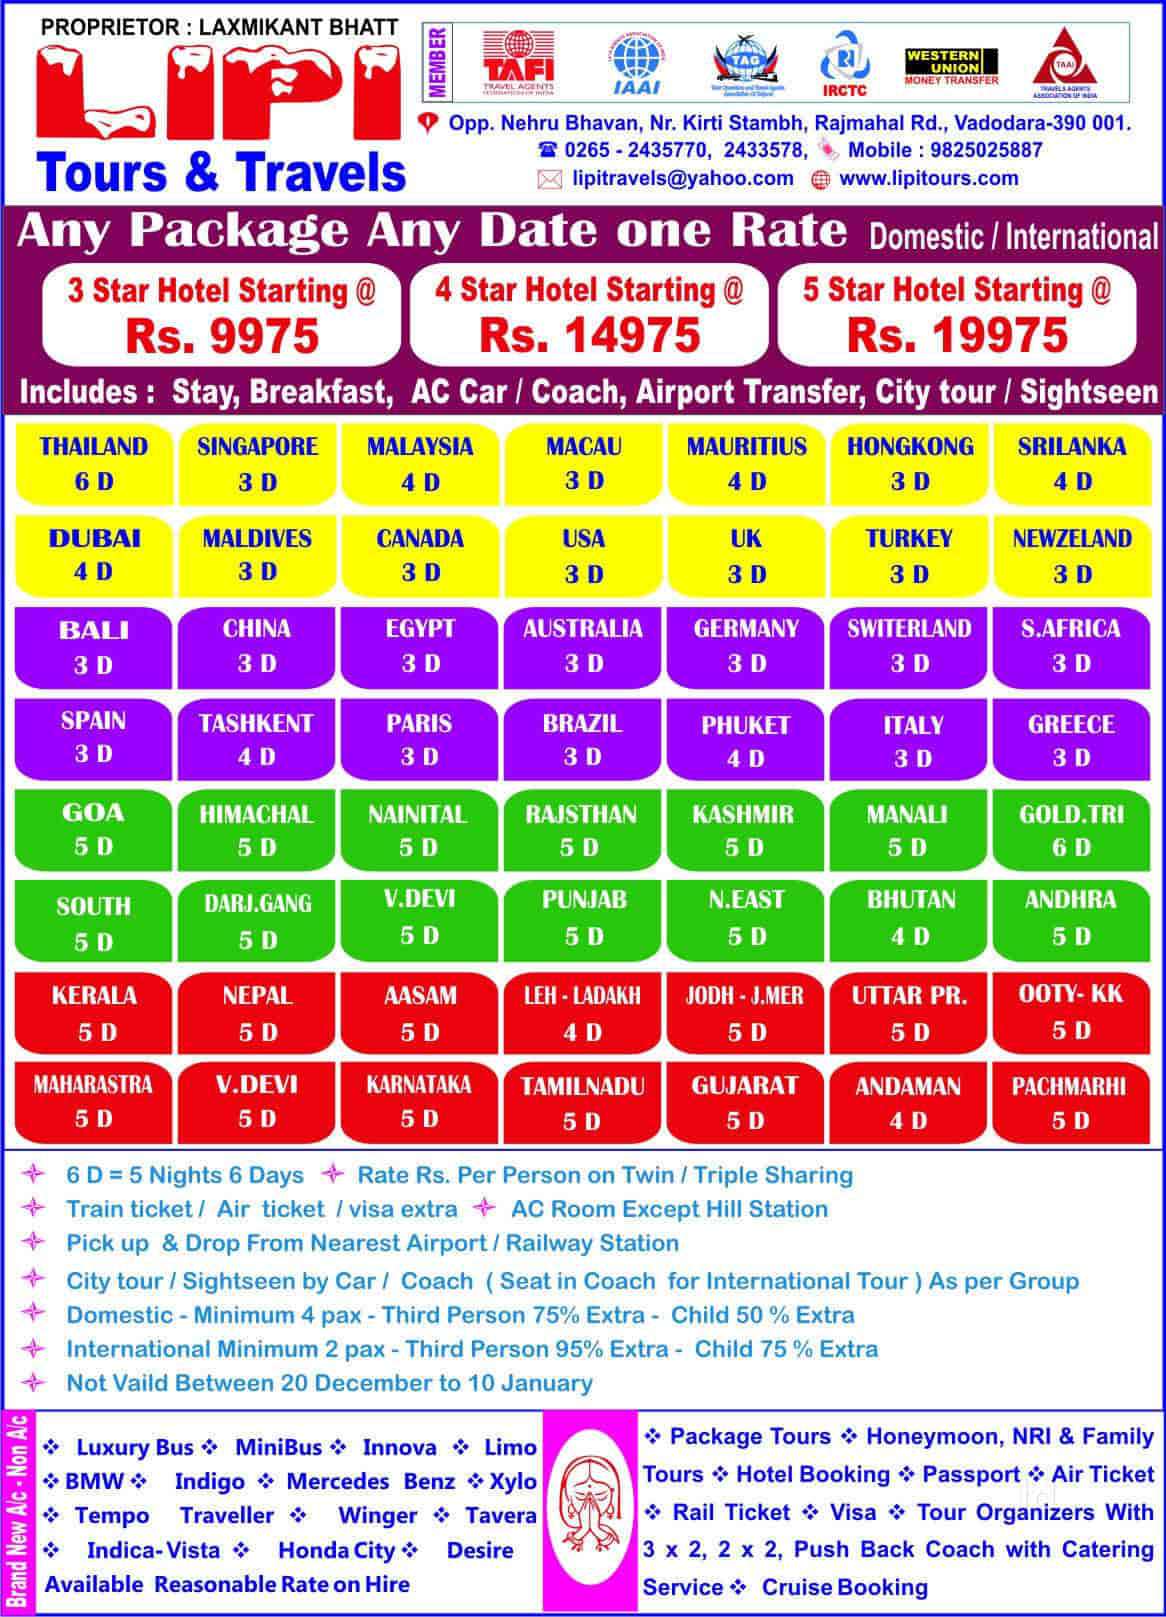 PROPRIETOR : LAXMIKANT BHATT
LIPI
Tours & Travels
MEMBER
TAFI
TRAVEL AGENTS
FEDERATION OF INDIA
IAAI
TAG
IRCTC
WESTERN
UNION
MONEY TRANSFER
TAAI
TRAVELS AGENTS
ASSOCIATION OF INDIA
Opp. Nehru Bhavan, Nr. Kirti Stambh, Rajmahal Rd., Vadodara-390 001.
0265 - 2435770, 2433578, Mobile : 9825025887
lipitravels@yahoo.com www.lipitours.com
Any Package Any Date one Rate Domestic / International
3 Star Hotel Starting @ 4 Star Hotel Starting @ 5 Star Hotel Starting @
Rs. 9975 Rs. 14975 Rs. 19975
Includes : Stay, Breakfast, AC Car / Coach, Airport Transfer, City tour / Sightseen
THAILAND SINGAPORE MALAYSIA MACAU MAURITIUS HONGKONG SRILANKA
6 D 3 D 4 D 3 D 4 D 3 D 4 D
DUBAI MALDIVES CANADA USA UK TURKEY NEWZELAND
4 D 3 D 3 D 3 D 3 D 3 D 3 D
BALI CHINA EGYPT AUSTRALIA GERMANY SWITERLAND S.AFRICA
3 D 3 D 3 D 3 D 3 D 3 D 3 D
SPAIN TASHKENT PARIS BRAZIL PHUKET ITALY GREECE
3 D 4 D 3 D 3 D 4 D 3 D 3 D
GOA HIMACHAL NAINITAL RAJSTHAN KASHMIR MANALI GOLD.TRI
5 D 5 D 5 D 5 D 5 D 5 D 6 D
SOUTH DARJ.GANG V.DEVI PUNJAB N.EAST BHUTAN ANDHRA
5 D 5 D 5 D 5 D 5 D 4 D 5 D
KERALA NEPAL AASAM LEH - LADAKH JODH - J.MER UTTAR PR. OOTY- KK
5 D 5 D 5 D 4 D 5 D 5 D 5 D
MAHARASTRA V.DEVI KARNATAKA TAMILNADU GUJARAT ANDAMAN PACHMARHI
5 D 5 D 5 D 5 D 5 D 4 D 5 D
6 D = 5 Nights 6 Days Rate Rs. Per Person on Twin / Triple Sharing
Train ticket / Air ticket / visa extra AC Room Except Hill Station
Pick up & Drop From Nearest Airport / Railway Station
City tour / Sightseen by Car / Coach ( Seat in Coach for International Tour ) As per Group
Domestic - Minimum 4 pax - Third Person 75% Extra - Child 50 % Extra
International Minimum 2 pax - Third Person 95% Extra - Child 75 % Extra
Not Vaild Between 20 December to 10 January
Brand New A/c - Non A/c
Luxury Bus MiniBus Innova Limo
BMW Indigo Mercedes Benz Xylo
Tempo Traveller Winger Tavera
Indica-Vista Honda City Desire
Available Reasonable Rate on Hire
Package Tours Honeymoon, NRI & Family
Tours Hotel Booking Passport Air Ticket
Rail Ticket Visa Tour Organizers With
3 x 2, 2 x 2, Push Back Coach with Catering
Service Cruise Booking